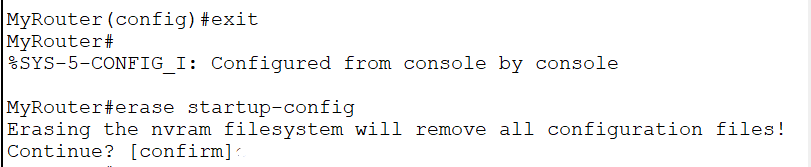 MyRouter(config)#exit
MyRouter#
%SYS-5-CONFIG_I: Configured from console by console
MyRouter#erase startup-config
Erasing the nvram filesystem will remove all configuration files!
Continue? [confirm]